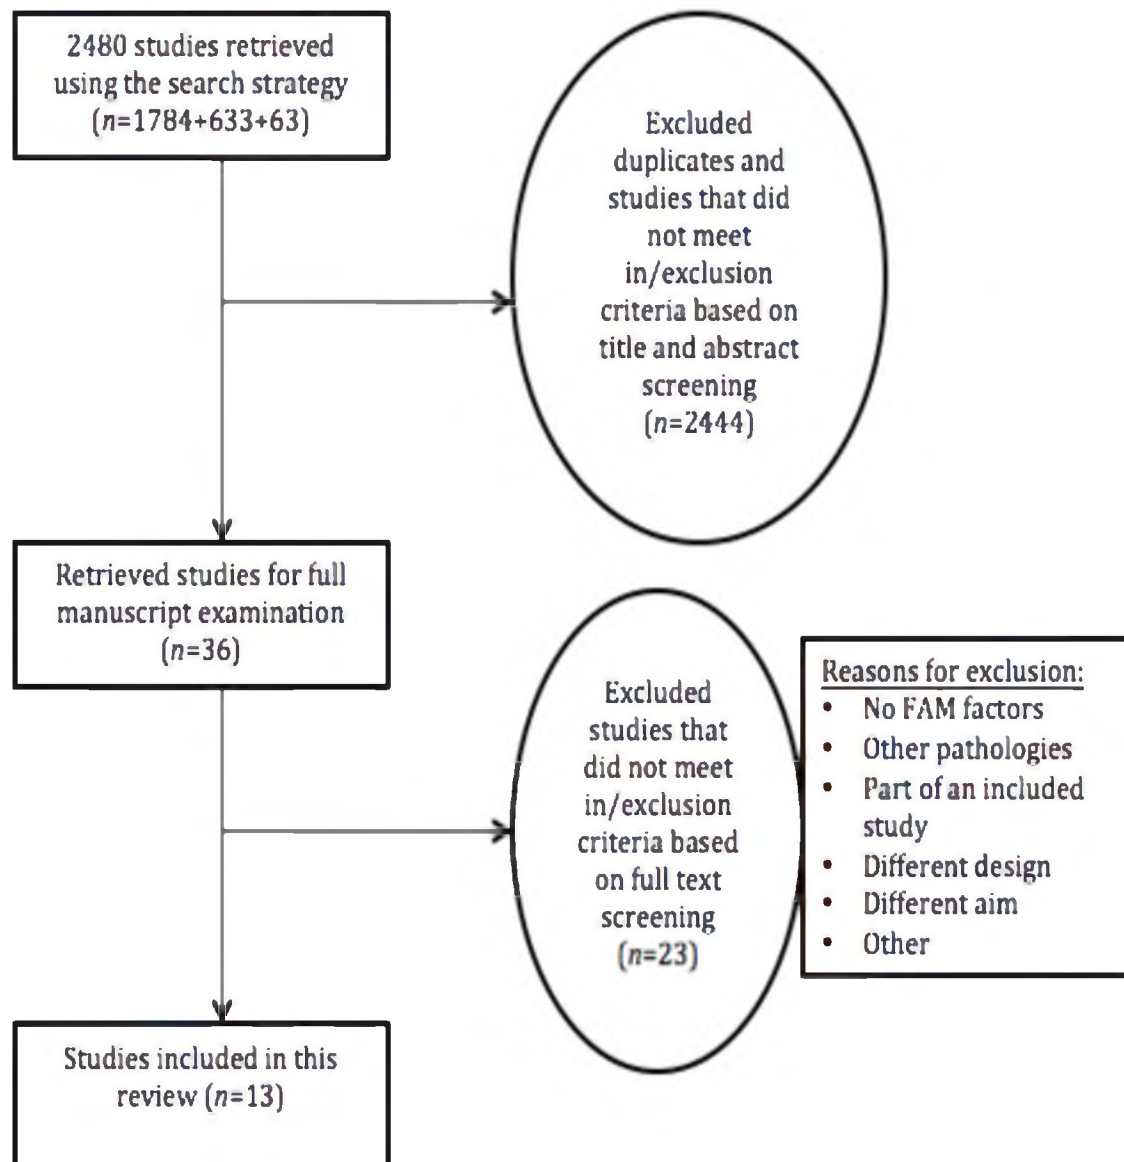 2480 studies retrieved
using the search strategy
(n=1784+633+63)
Excluded
duplicates and
studies that did
not meet
in/exclusion
criteria based on
title and abstract
screening
(n=2444)
Retrieved studies for full
manuscript examination
(n=36)
Excluded
studies that
did not meet
in/exclusion
criteria based
on full text
screening
(n=23)
Reasons for exclusion:
• No FAM factors
• Other pathologies
• Part of an included
study
• Different design
• Different aim
• Other
Studies included in this
review (n=13)